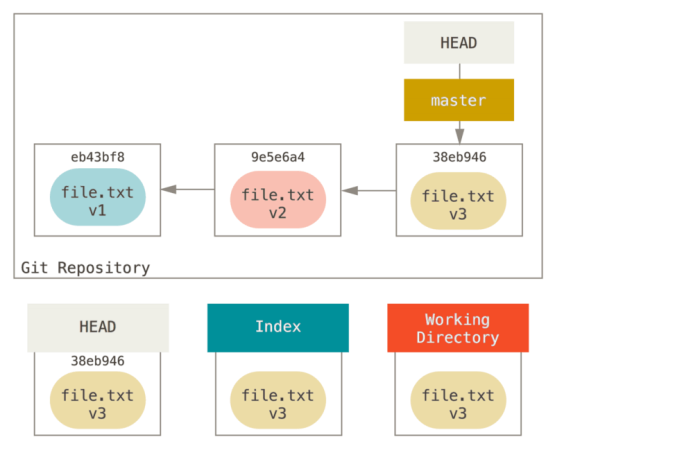 HEAD
master
eb43bf8
9e5e6a4
38eb946
file.txt
v1
file.txt
v2
file.txt
v3
Git Repository
HEAD
Index
Working
Directory
38eb946
file.txt
v3
file.txt
v3
file.txt
v3